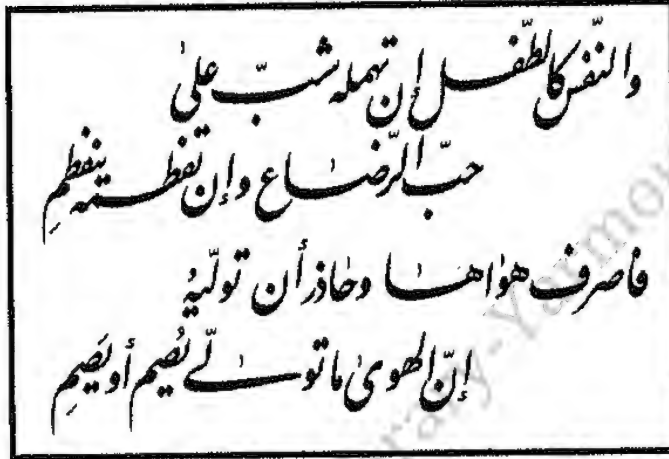 والنّفس كالطّفل إن تهمله شبّ على
حبّ الرّضاع وإن تفطمه ينفطمِ
فاصرف هواها وحاذر أن تولّيهُ
إنّ الهوى ما تولّى يُصمِ أو يَصِمِ